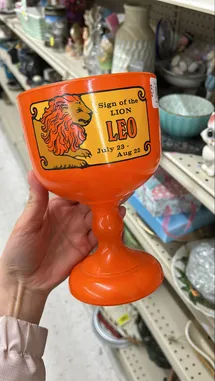 Sign of the
LION
LEO
July 23 -
Aug 22